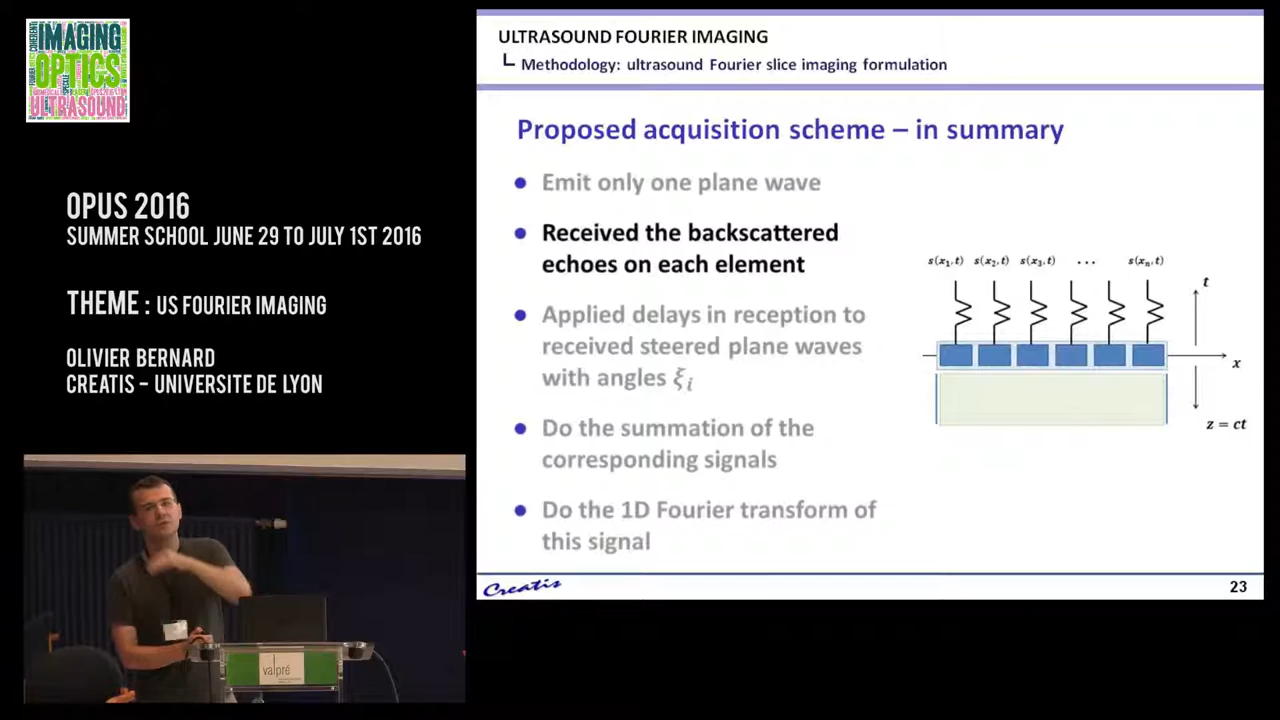 COHERENT
IMAGING
OPTICS
ULTRASOUND
OPUS 2016
SUMMER SCHOOL JUNE 29 TO JULY 1ST 2016
THEME : US FOURIER IMAGING
OLIVIER BERNARD
CREATIS – UNIVERSITE DE LYON
valpré
ULTRASOUND FOURIER IMAGING
Methodology: ultrasound Fourier slice imaging formulation
Proposed acquisition scheme – in summary
Emit only one plane wave
Received the backscattered
echoes on each element
Applied delays in reception to
received steered plane waves
with angles ξᵢ
Do the summation of the
corresponding signals
Do the 1D Fourier transform of
this signal
s(x₁,t) s(x₂,t) s(x₃,t) ... s(xₙ,t)
t
x
z = ct
Creatis
23